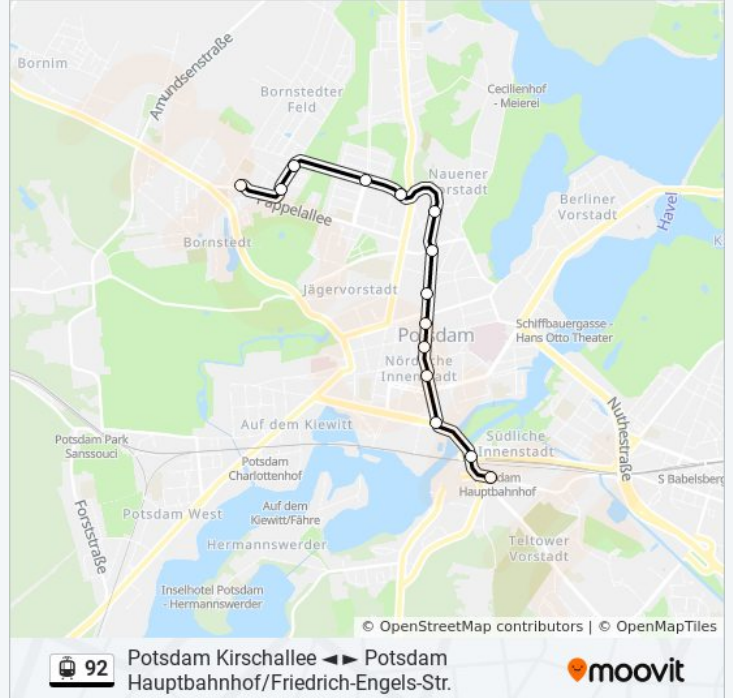 Bornim
Amundsenstraße
Bornstedter
Feld
Cecilienhof
- Meierei
Nauener
Vorstadt
Pappelallee
Berliner
Vorstadt
Havel
Bornstedt
Jägervorstadt
Schiffbauergasse -
Hans Otto Theater
Potsdam
Nördliche
Innenstadt
Auf dem Kiewitt
Nuthestraße
Potsdam Park
Sanssouci
Südliche
Innenstadt
Potsdam
Charlottenhof
dam
Hauptbahnhof
S Babelsberg
Forststraße
Potsdam West
Auf dem
Kiewitt/Fähre
Hermannswerder
Teltower
Vorstadt
Inselhotel Potsdam
- Hermannswerder
© OpenStreetMap contributors | © OpenMapTiles
92
Potsdam Kirschallee ◄ ► Potsdam
Hauptbahnhof/Friedrich-Engels-Str.
moovit